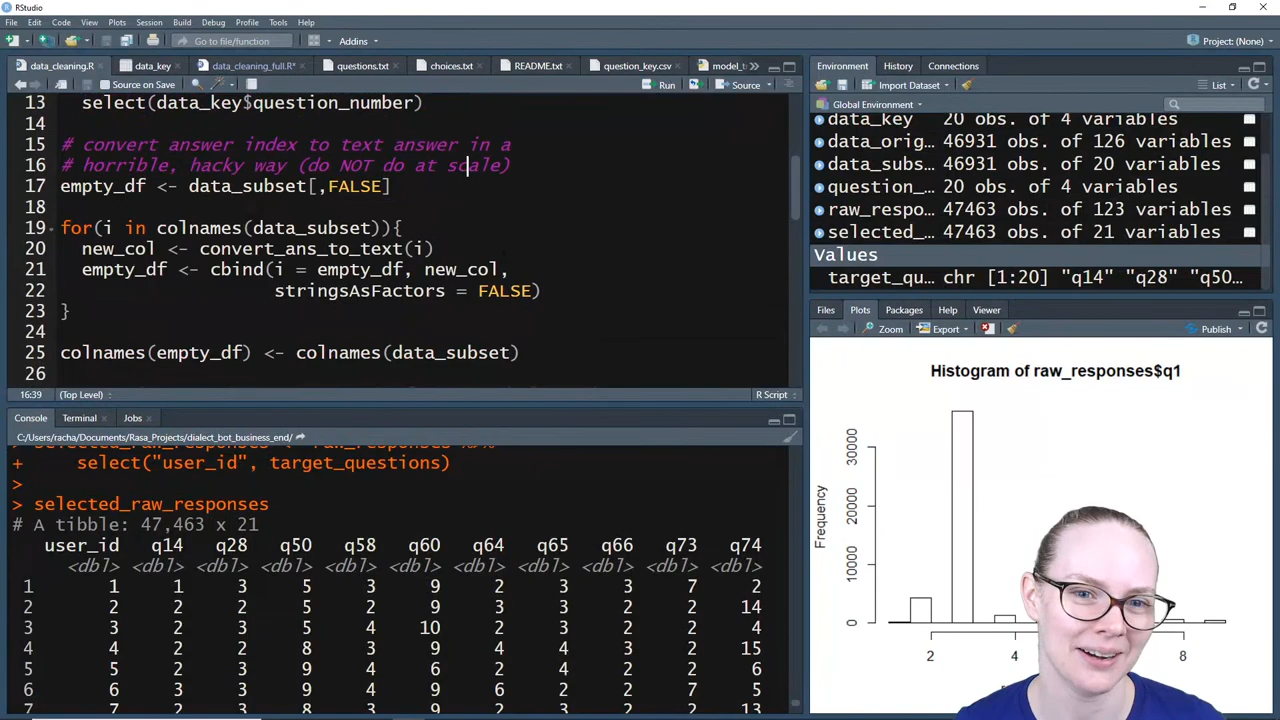 RStudio
File Edit Code View Plots Session Build Debug Profile Tools Help
Go to file/function Addins Project: (None)
data_cleaning.R data_key data_cleaning_full.R* questions.txt choices.txt README.txt question_key.csv model_t
Source on Save Run Source
13 select(data_key$question_number)
14
15 # convert answer index to text answer in a
16 # horrible, hacky way (do NOT do at scale)
17 empty_df <- data_subset[,FALSE]
18
19 for(i in colnames(data_subset)){
20 new_col <- convert_ans_to_text(i)
21 empty_df <- cbind(i = empty_df, new_col,
22 stringsAsFactors = FALSE)
23 }
24
25 colnames(empty_df) <- colnames(data_subset)
26
16:39 (Top Level) R Script
Console Terminal Jobs
C:/Users/racha/Documents/Rasa_Projects/dialect_bot_business_end/
+ select("user_id", target_questions)
>
> selected_raw_responses
# A tibble: 47,463 x 21
user_id q14 q28 q50 q58 q60 q64 q65 q66 q73 q74
<dbl> <dbl> <dbl> <dbl> <dbl> <dbl> <dbl> <dbl> <dbl> <dbl> <dbl>
1 1 1 3 5 3 9 2 3 3 7 2
2 2 2 2 5 2 9 3 3 2 2 14
3 3 2 3 5 4 10 2 3 2 2 4
4 4 2 2 8 3 9 4 4 3 2 15
5 5 2 3 9 4 6 2 4 2 2 6
6 6 3 3 9 4 9 6 2 2 7 5
7 7 2 3 8 3 9 2 3 2 2 13
Environment History Connections
Import Dataset List
Global Environment
data_key 20 obs. of 4 variables
data_orig… 46931 obs. of 126 variables
data_subs… 46931 obs. of 20 variables
question_… 20 obs. of 4 variables
raw_respo… 47463 obs. of 123 variables
selected_… 47463 obs. of 21 variables
Values
target_qu… chr [1:20] "q14" "q28" "q50…
Files Plots Packages Help Viewer
Zoom Export Publish
Histogram of raw_responses$q1
Frequency
30000
20000
10000
0
2 4 8